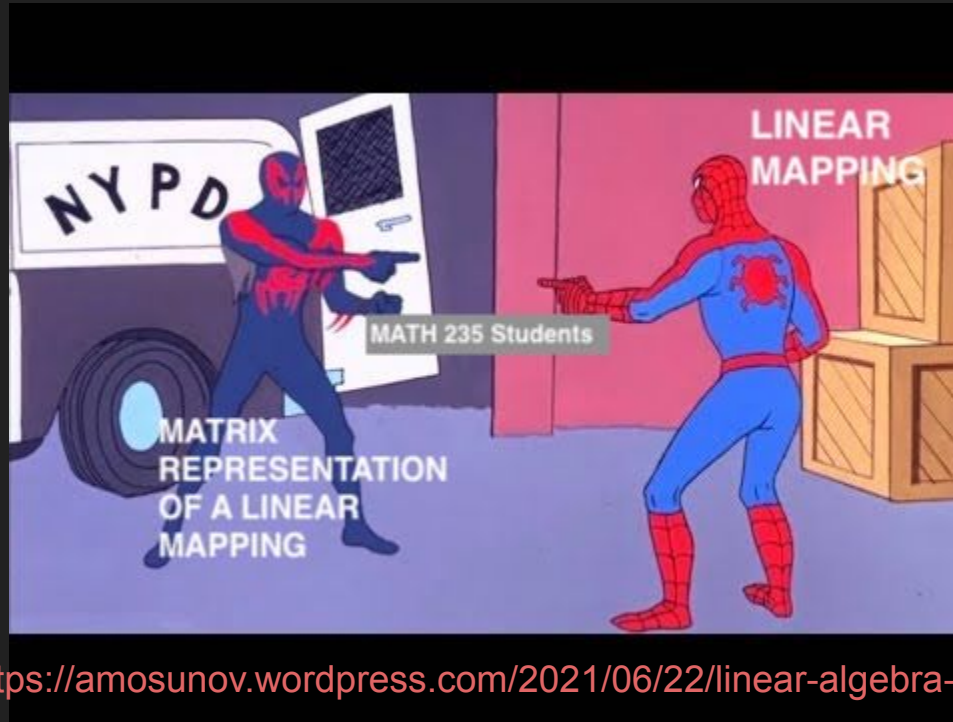 NYPD
LINEAR
MAPPING
MATH 235 Students
MATRIX
REPRESENTATION
OF A LINEAR
MAPPING
tps://amosunov.wordpress.com/2021/06/22/linear-algebra-